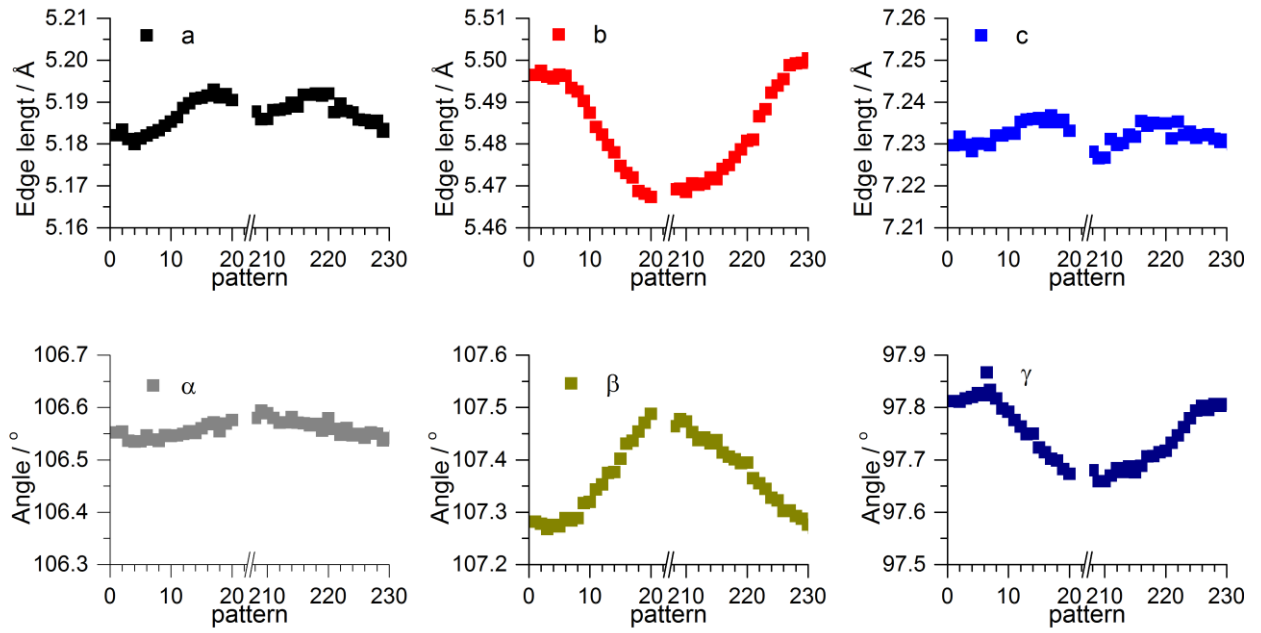 a
Edge lengt / Å
5.21
5.20
5.19
5.18
5.17
5.16
0 10 20 210 220 230
pattern
b
Edge lengt / Å
5.51
5.50
5.49
5.48
5.47
5.46
0 10 20 210 220 230
pattern
c
Edge lengt / Å
7.26
7.25
7.24
7.23
7.22
7.21
0 10 20 210 220 230
pattern
α
Angle / °
106.7
106.6
106.5
106.4
106.3
0 10 20 210 220 230
pattern
β
Angle / °
107.6
107.5
107.4
107.3
107.2
0 10 20 210 220 230
pattern
γ
Angle / °
97.9
97.8
97.7
97.6
97.5
0 10 20 210 220 230
pattern